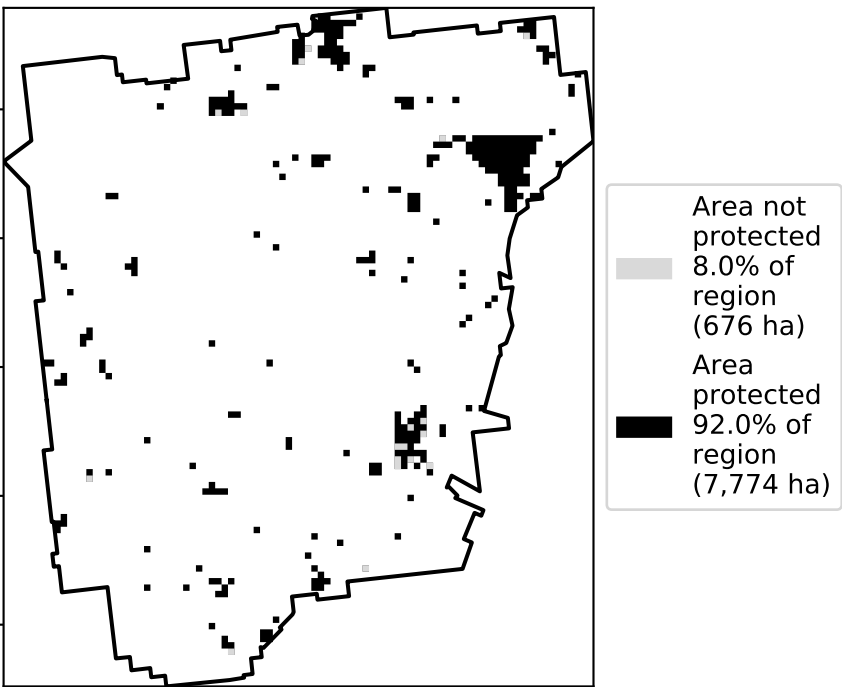 Area not
protected
8.0% of
region
(676 ha)
Area
protected
92.0% of
region
(7,774 ha)